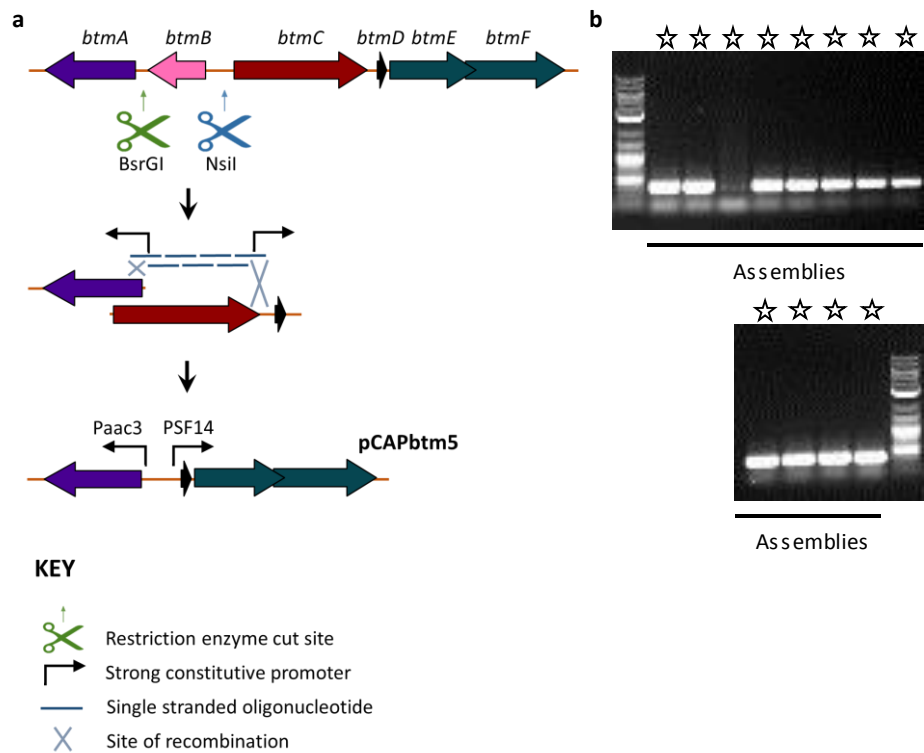 a
btmA btmB btmC btmD btmE btmF
BsrGI NsiI
Paac3 PSF14
pCAPbtm5
KEY
Restriction enzyme cut site
Strong constitutive promoter
Single stranded oligonucleotide
Site of recombination
b
Assemblies
Assemblies